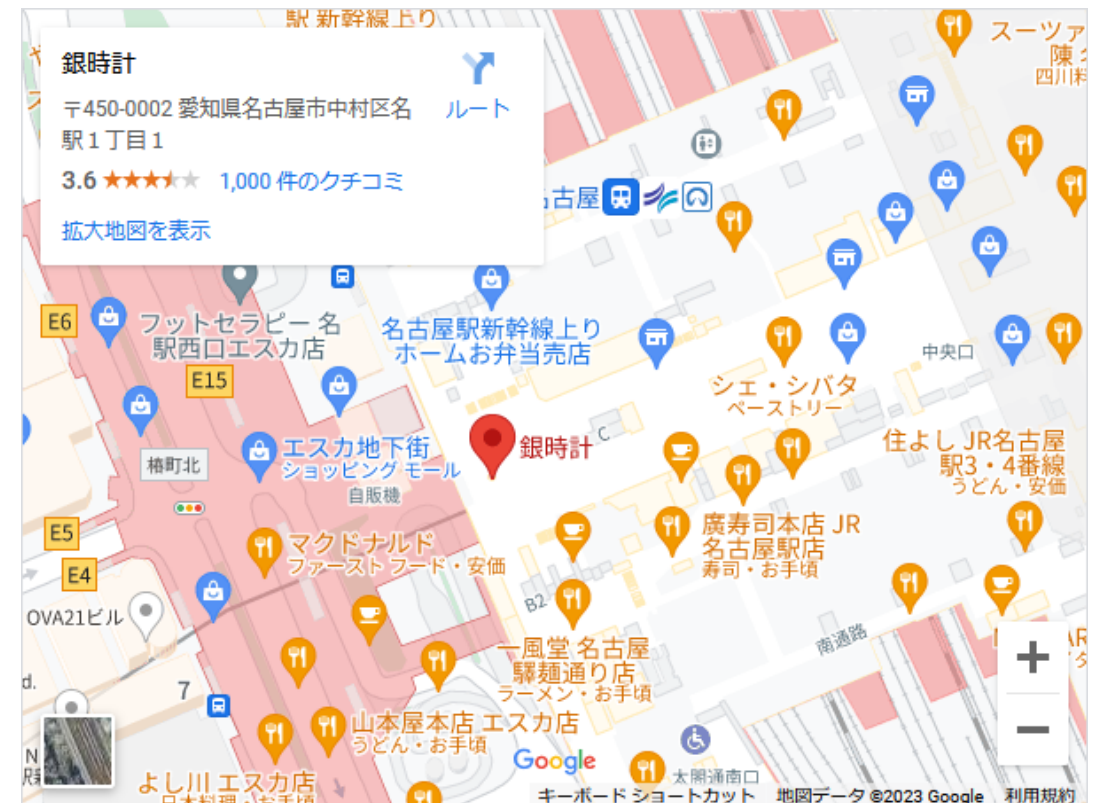 駅 新幹線上り
銀時計
ルート
〒450-0002 愛知県名古屋市中村区名
駅1丁目1
3.6
1,000 件のクチコミ
拡大地図を表示
スーツァ
陳
四川料
古屋
E6
フットセラピー 名
駅西口エスカ店
E15
名古屋駅新幹線上り
ホームお弁当売店
中央口
シェ・シバタ
ペーストリー
銀時計
C
エスカ地下街
ショッピング モール
椿町北
自販機
住よし JR名古屋
駅3・4番線
うどん・安価
E5
マクドナルド
ファースト フード・安価
廣寿司本店 JR
名古屋駅店
寿司・お手頃
E4
OVA21ビル
B2
一風堂 名古屋
驛麺通り店
ラーメン・お手頃
南通路
d.
7
山本屋本店 エスカ店
うどん・お手頃
よし川 エスカ店
日本料理・お手頃
太閤通南口
Google
キーボード ショートカット
地図データ ©2023 Google
利用規約